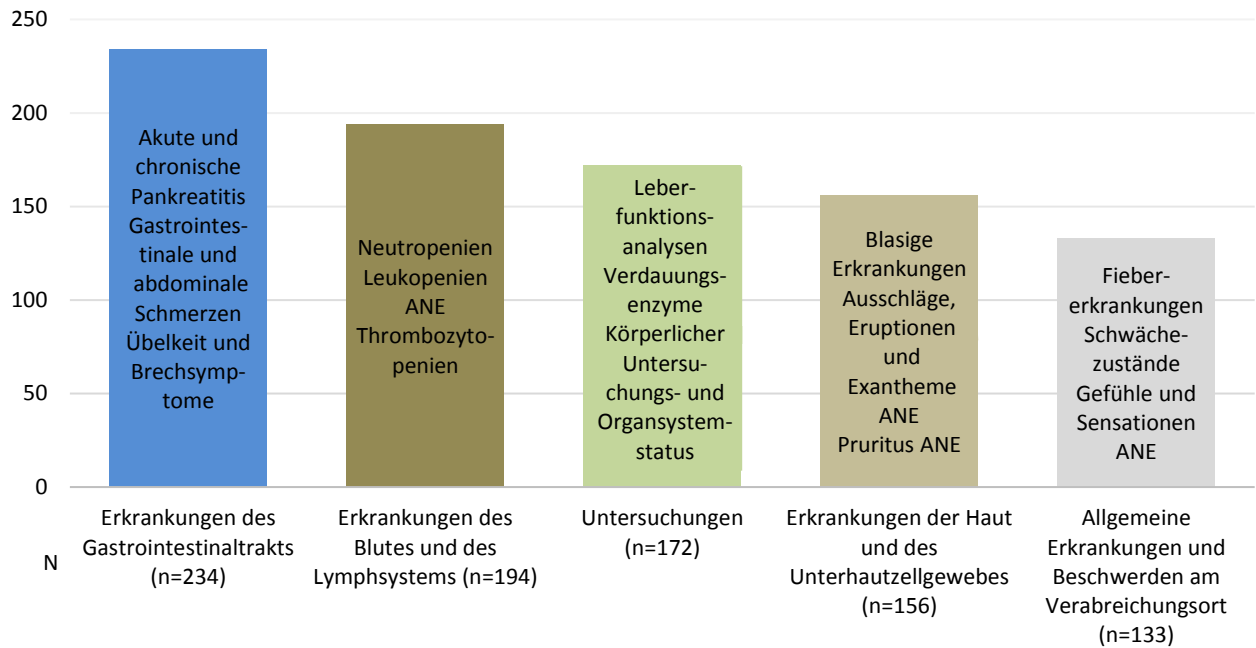 250
200
150
100
50
0
Akute und
chronische
Pankreatitis
Gastrointes-
tinale und
abdominale
Schmerzen
Übelkeit und
Brechsymp-
tome
Neutropenien
Leukopenien
ANE
Thrombozyto-
penien
Leber-
funktions-
analysen
Verdauungs-
enzyme
Körperlicher
Untersu-
chungs- und
Organsystem-
status
Blasige
Erkrankungen
Ausschläge,
Eruptionen
und
Exantheme
ANE
Pruritus ANE
Fieber-
erkrankungen
Schwäche-
zustände
Gefühle und
Sensationen
ANE
N
Erkrankungen des
Gastrointestinaltrakts
(n=234)
Erkrankungen des
Blutes und des
Lymphsystems (n=194)
Untersuchungen
(n=172)
Erkrankungen der Haut
und des
Unterhautzellgewebes
(n=156)
Allgemeine
Erkrankungen und
Beschwerden am
Verabreichungsort
(n=133)